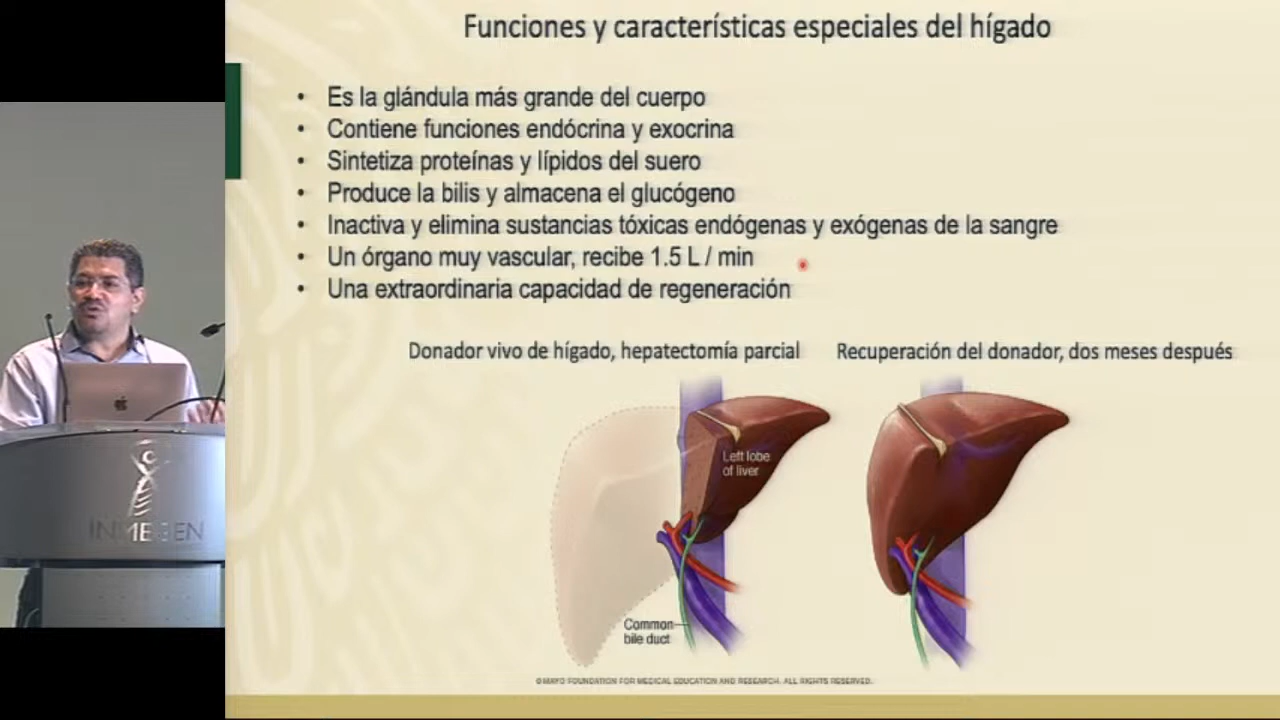 Funciones y características especiales del hígado
• Es la glándula más grande del cuerpo
• Contiene funciones endócrina y exocrina
• Sintetiza proteínas y lípidos del suero
• Produce la bilis y almacena el glucógeno
• Inactiva y elimina sustancias tóxicas endógenas y exógenas de la sangre
• Un órgano muy vascular, recibe 1.5 L / min
• Una extraordinaria capacidad de regeneración
Donador vivo de hígado, hepatectomía parcial
Recuperación del donador, dos meses después
Left lobe
of liver
Common
bile duct
©MAYO FOUNDATION FOR MEDICAL EDUCATION AND RESEARCH. ALL RIGHTS RESERVED.
INMEGEN